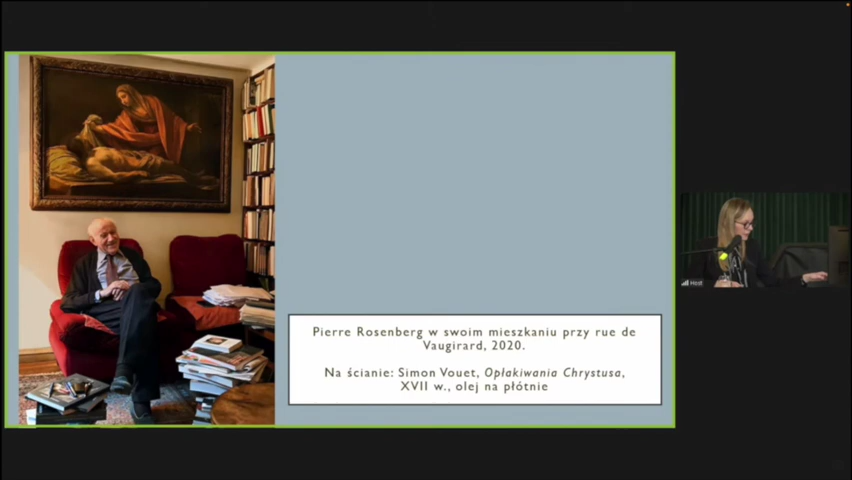 Pierre Rosenberg w swoim mieszkaniu przy rue de
Vaugirard, 2020.
Na ścianie: Simon Vouet, Opłakiwania Chrystusa,
XVII w., olej na płótnie
Host